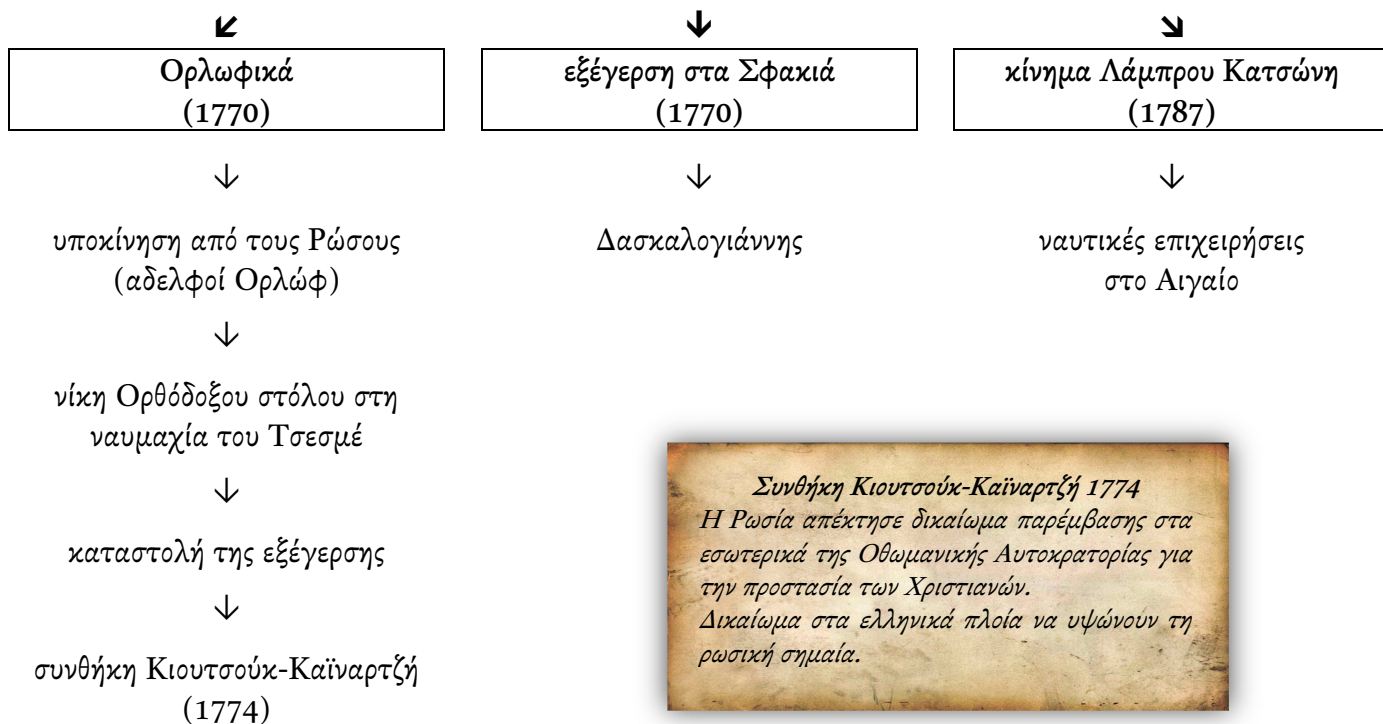 Ορλωφικά
(1770)
υποκίνηση από τους Ρώσους
(αδελφοί Ορλώφ)
νίκη Ορθόδοξου στόλου στη
ναυμαχία του Τσεσμέ
καταστολή της εξέγερσης
συνθήκη Κιουτσούκ-Καϊναρτζή
(1774)
εξέγερση στα Σφακιά
(1770)
Δασκαλογιάννης
κίνημα Λάμπρου Κατσώνη
(1787)
ναυτικές επιχειρήσεις
στο Αιγαίο
Συνθήκη Κιουτσούκ-Καϊναρτζή 1774
Η Ρωσία απέκτησε δικαίωμα παρέμβασης στα
εσωτερικά της Οθωμανικής Αυτοκρατορίας για
την προστασία των Χριστιανών.
Δικαίωμα στα ελληνικά πλοία να υψώνουν τη
ρωσική σημαία.